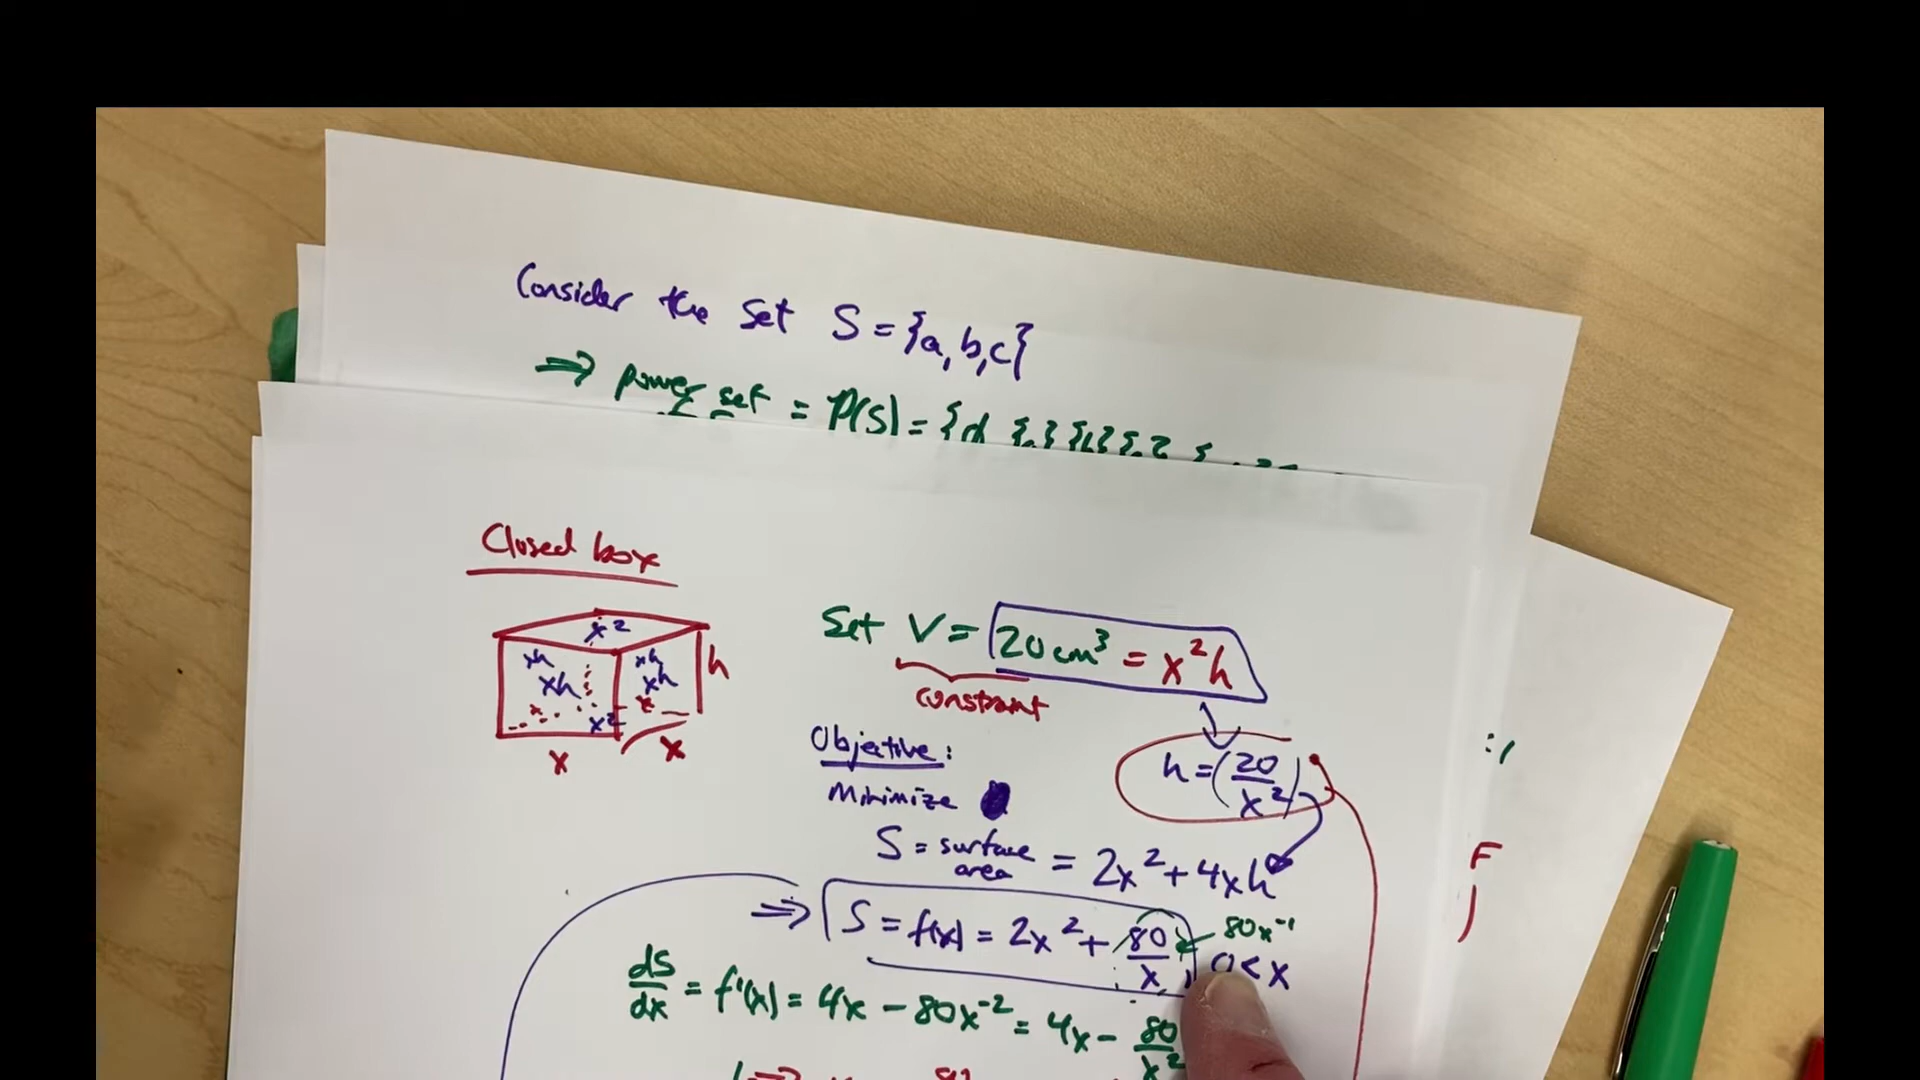 Consider the set S = {a, b, c}
⇒ power set = P(S) = {
Closed box
x²
xh xh
xh xh
h
x²
x x
Set V = 20 cm³ = x²h
constraint
Objective:
Minimize
h = (20/x²)
S = surface area = 2x² + 4xh
⇒ S = f(x) = 2x² + 80/x 80x⁻¹
0 < x
dS/dx = f'(x) = 4x - 80x⁻² = 4x - 80/x²
F